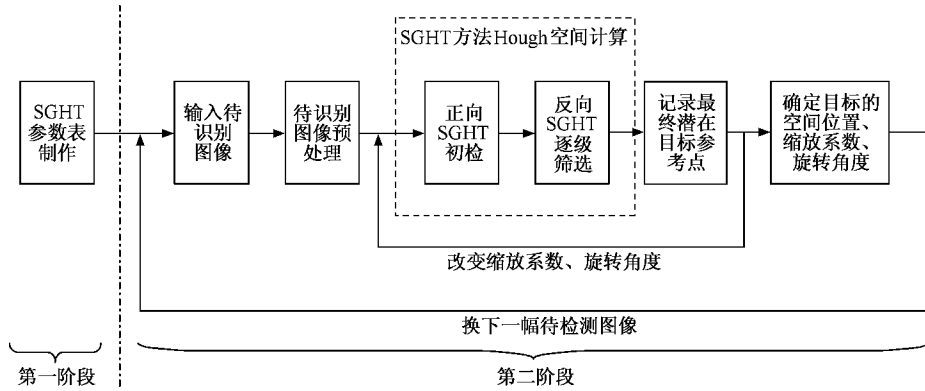 SGHT方法Hough空间计算
SGHT
参数表
制作
输入待
识别
图像
待识别
图像预
处理
正向
SGHT
初检
反向
SGHT
逐级
筛选
记录最
终潜在
目标参
考点
确定目标的
空间位置、
缩放系数、
旋转角度
改变缩放系数、旋转角度
换下一幅待检测图像
第一阶段
第二阶段